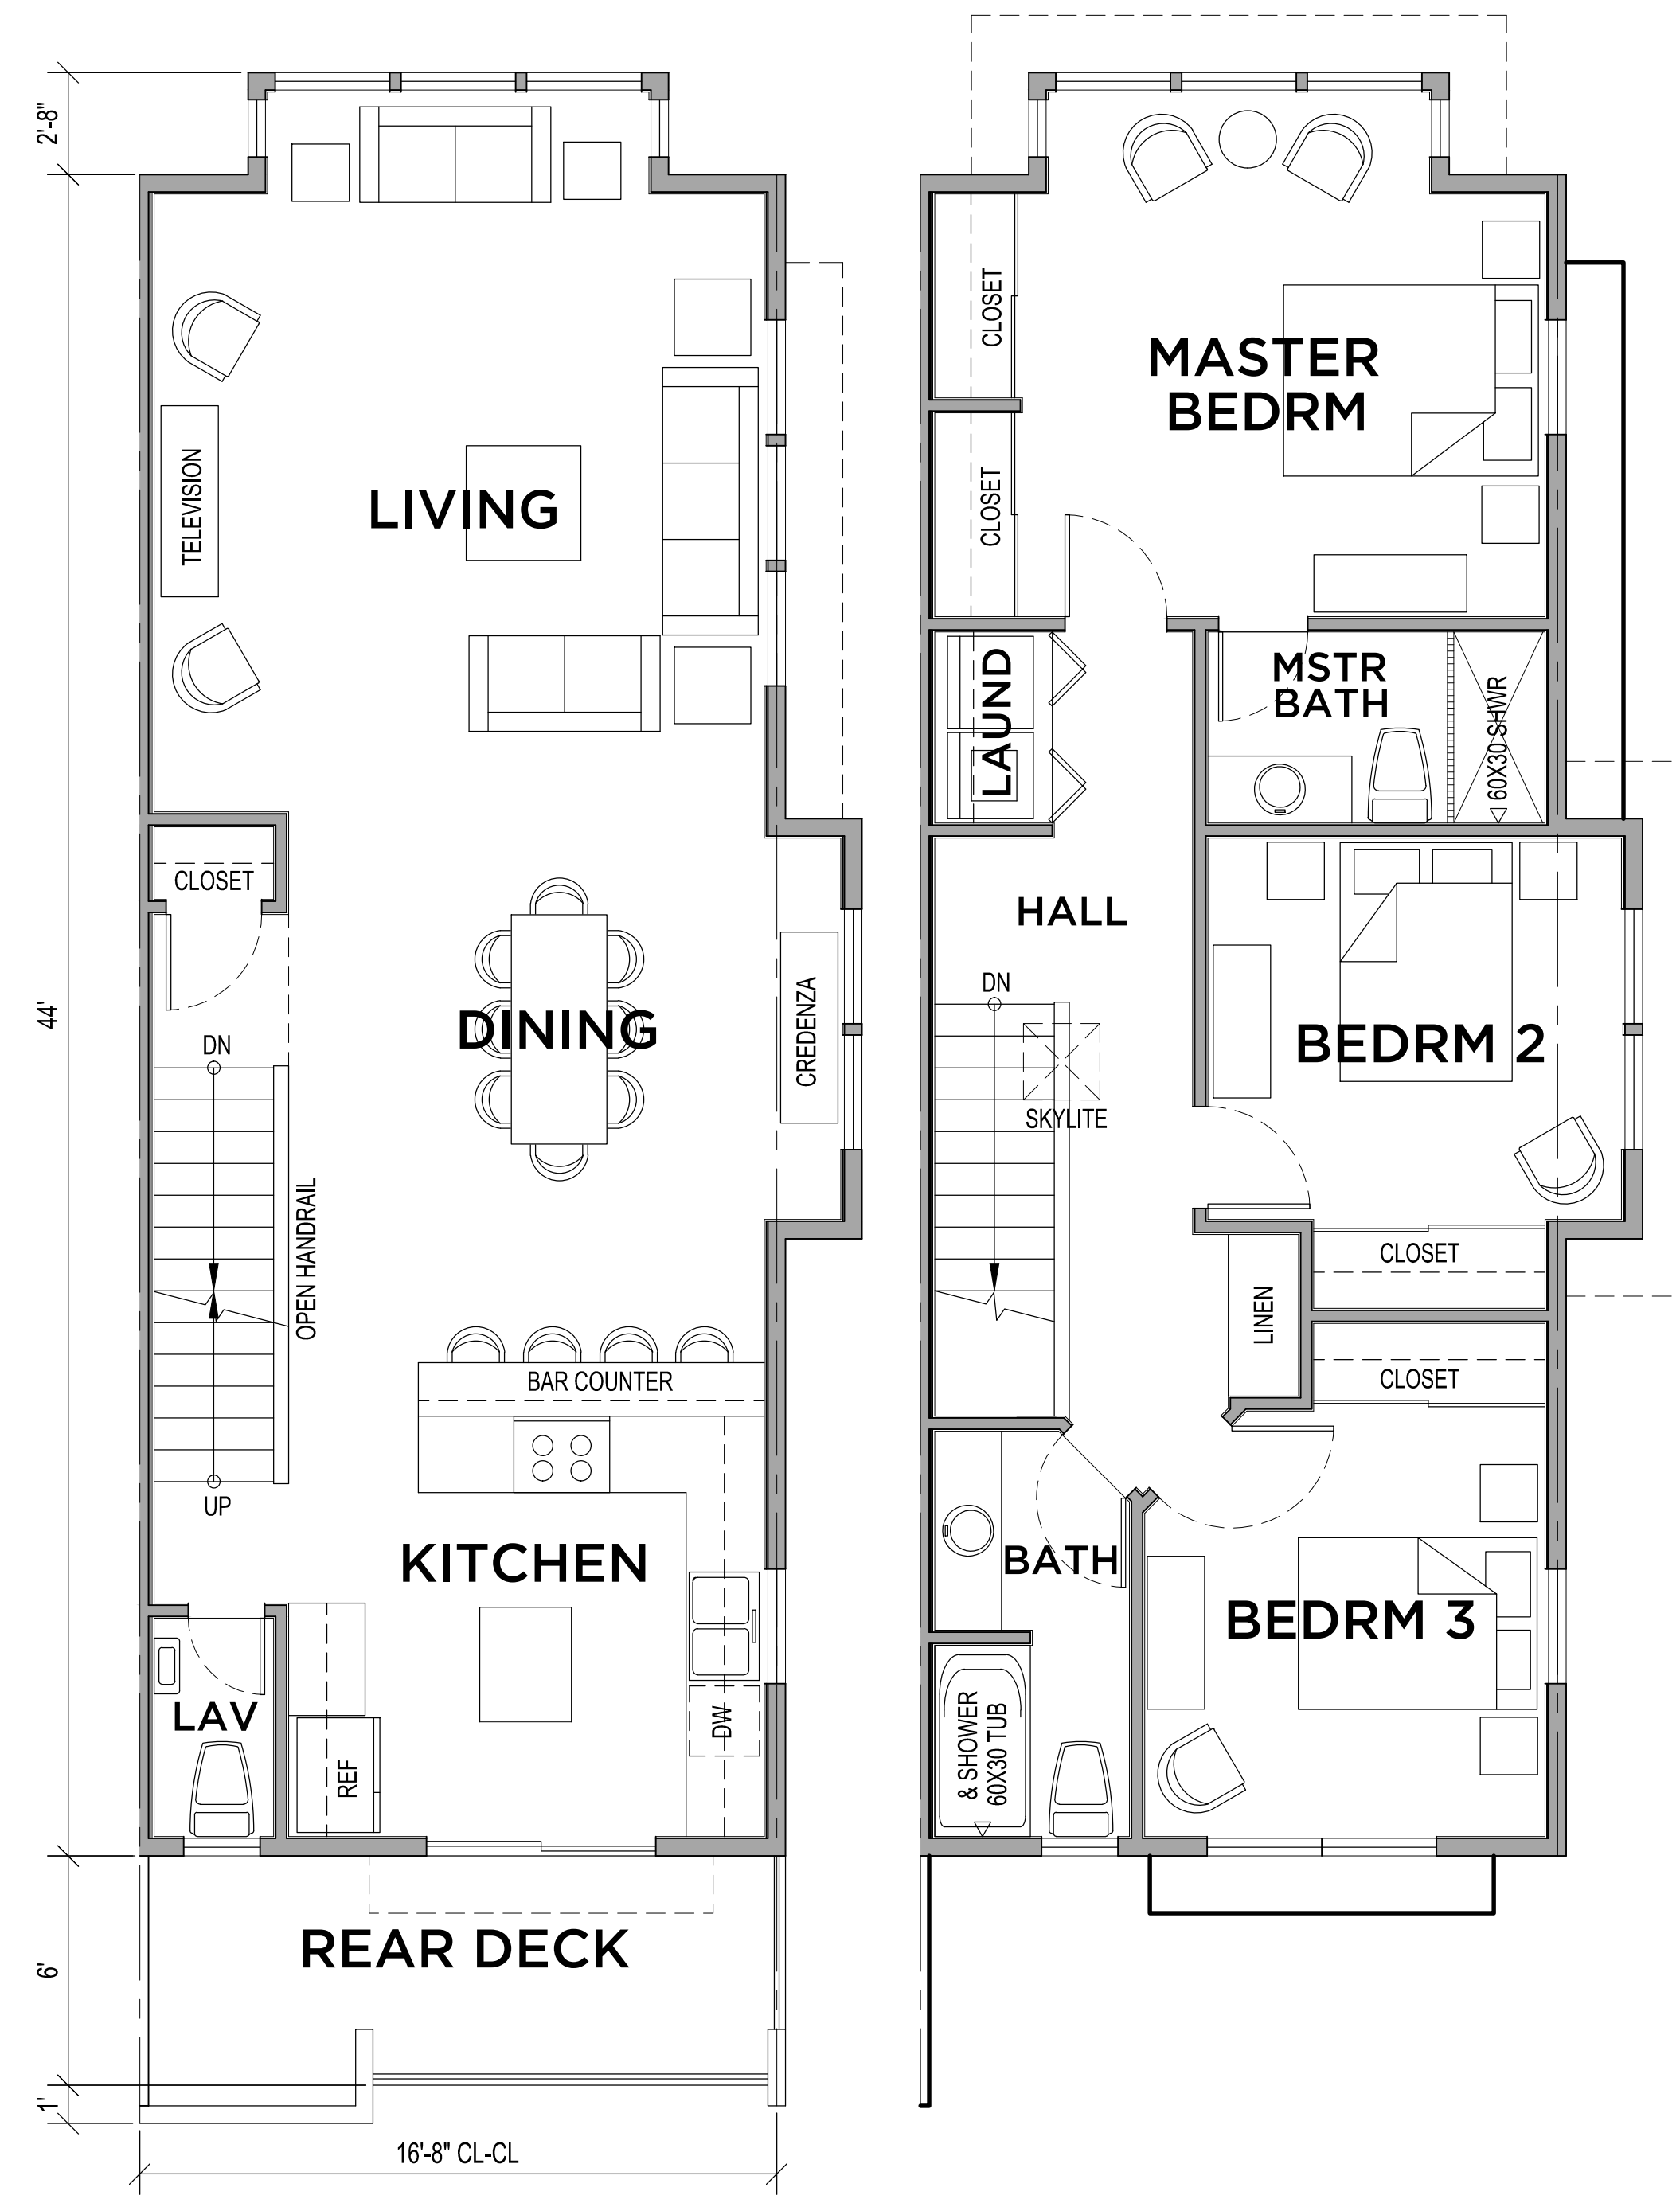 2'-8"
44'
6'
1'
16'-8" CL-CL
LIVING
TELEVISION
CLOSET
DN
OPEN HANDRAIL
UP
DINING
CREDENZA
BAR COUNTER
KITCHEN
LAV
REF
DW
REAR DECK
CLOSET
CLOSET
MASTER
BEDRM
LAUND
MSTR
BATH
60X30 SHWR
HALL
DN
SKYLITE
BEDRM 2
CLOSET
LINEN
CLOSET
BATH
BEDRM 3
60X30 TUB
& SHOWER